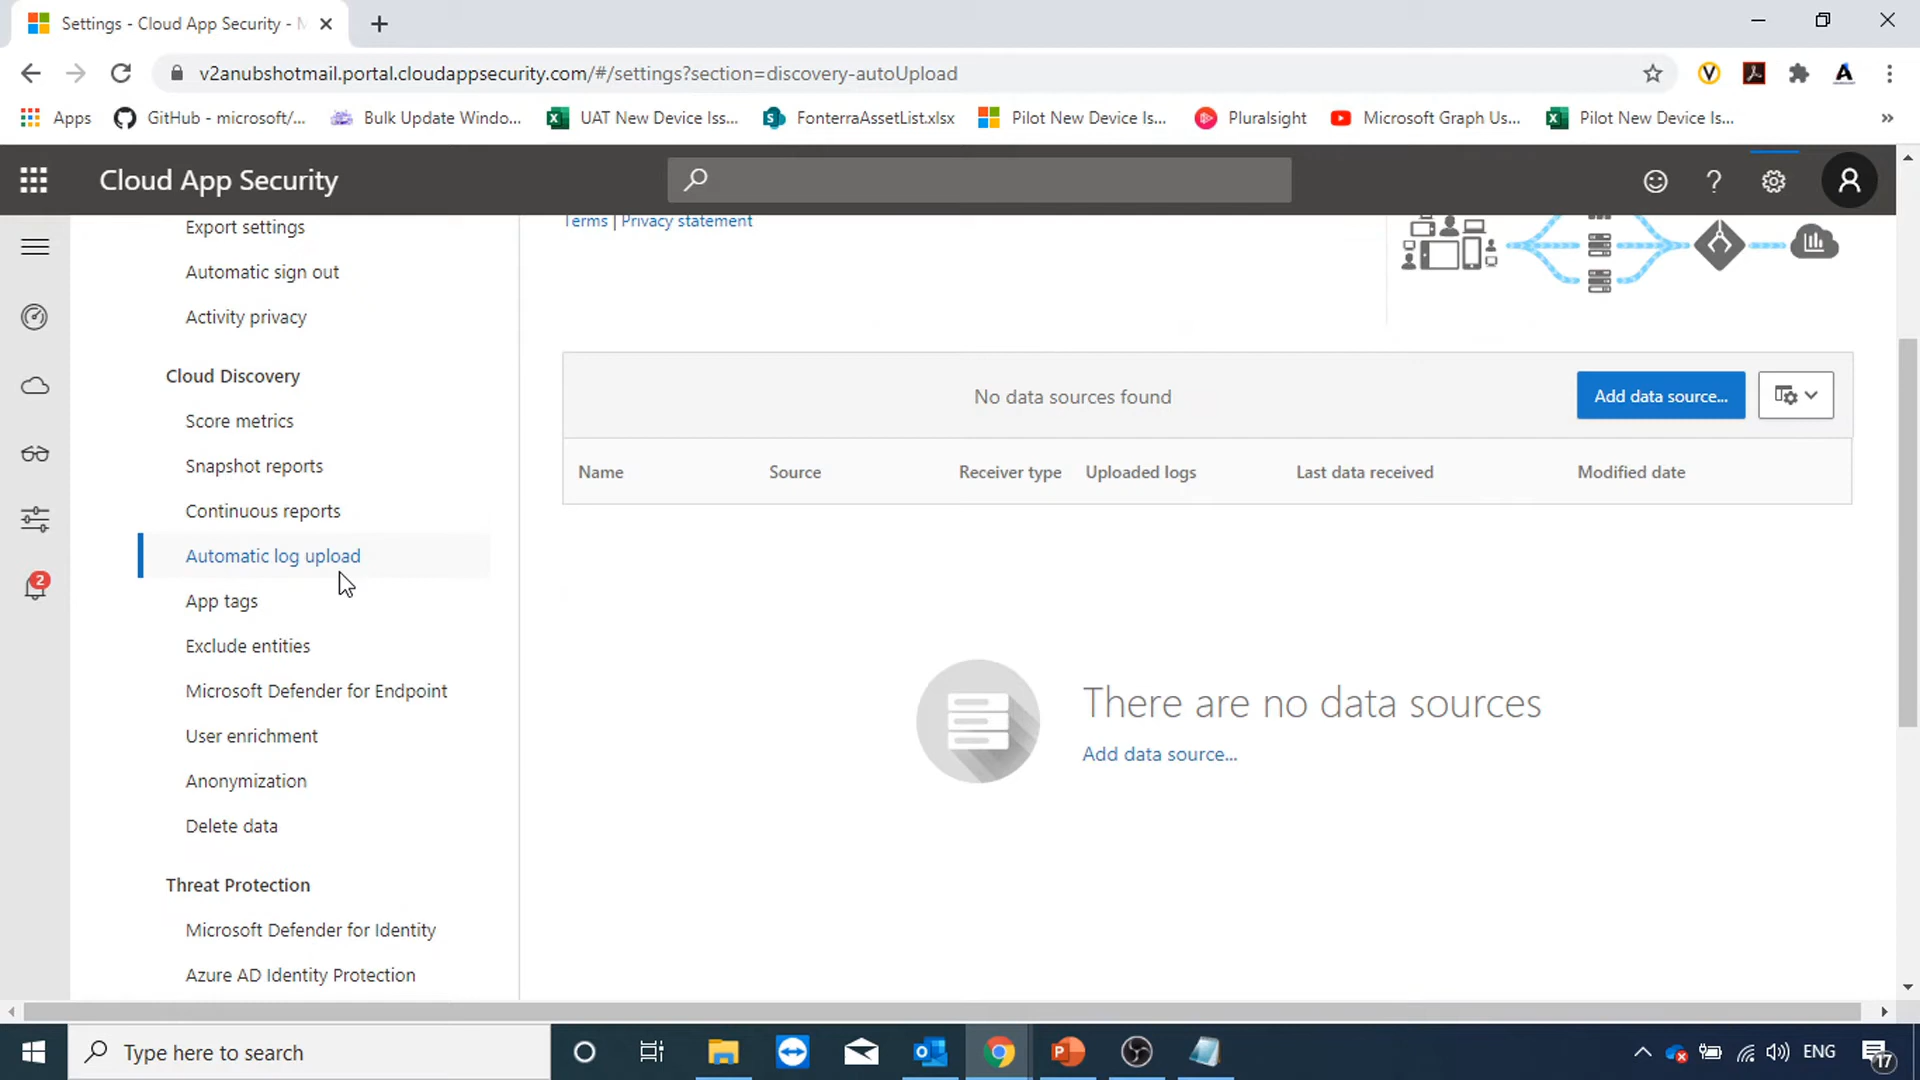 Settings - Cloud App Security - M
v2anubshotmail.portal.cloudappsecurity.com/#/settings?section=discovery-autoUpload
V
Apps
GitHub - microsoft/...
Bulk Update Windo...
UAT New Device Iss...
FonterraAssetList.xlsx
Pilot New Device Is...
Pluralsight
Microsoft Graph Us...
Pilot New Device Is...
»
Cloud App Security
?
Export settings
Terms | Privacy statement
Automatic sign out
Activity privacy
Cloud Discovery
No data sources found
Add data source...
Score metrics
Snapshot reports
Name
Source
Receiver type
Uploaded logs
Last data received
Modified date
Continuous reports
Automatic log upload
2
App tags
Exclude entities
Microsoft Defender for Endpoint
There are no data sources
User enrichment
Add data source...
Anonymization
Delete data
Threat Protection
Microsoft Defender for Identity
Azure AD Identity Protection
Type here to search
ENG
17